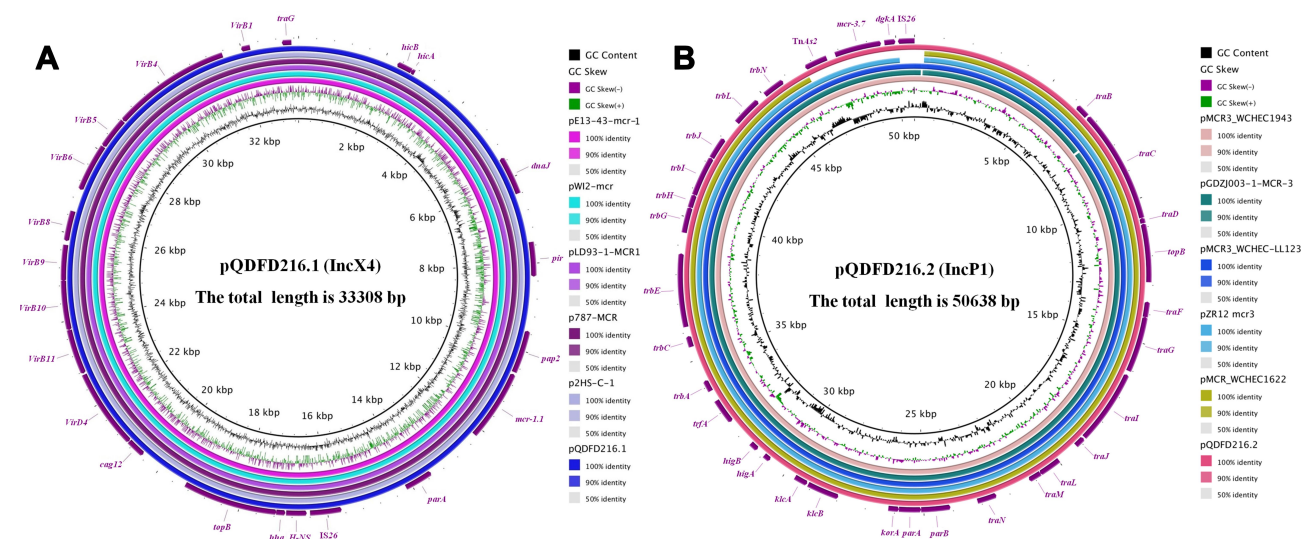 A
traG
VirB1
hicB
hicA
VirB4
VirB5
VirB6
VirB8
VirB9
VirB10
VirB11
VirD4
cag12
topB
hha
H-NS
IS26
parA
mcr-1.1
pap2
pir
dnaJ
32 kbp
2 kbp
4 kbp
6 kbp
8 kbp
10 kbp
12 kbp
14 kbp
16 kbp
18 kbp
20 kbp
22 kbp
24 kbp
26 kbp
28 kbp
30 kbp
pQDFD216.1 (IncX4)
The total length is 33308 bp
GC Content
GC Skew
GC Skew(-)
GC Skew(+)
pE13-43-mcr-1
100% identity
90% identity
50% identity
pWI2-mcr
100% identity
90% identity
50% identity
pLD93-1-MCR1
100% identity
90% identity
50% identity
p787-MCR
100% identity
90% identity
50% identity
p2HS-C-1
100% identity
90% identity
50% identity
pQDFD216.1
100% identity
90% identity
50% identity
B
mcr-3.7
dgkA
IS26
TnAs2
trbN
trbL
trbJ
trbI
trbH
trbG
trbE
trbC
trbA
trfA
higB
higA
klcA
klcB
korA
parA
parB
traN
traM
traL
traJ
traI
traG
traF
topB
traD
traC
traB
50 kbp
5 kbp
10 kbp
15 kbp
20 kbp
25 kbp
30 kbp
35 kbp
40 kbp
45 kbp
pQDFD216.2 (IncP1)
The total length is 50638 bp
GC Content
GC Skew
GC Skew(-)
GC Skew(+)
pMCR3_WCHEC1943
100% identity
90% identity
50% identity
pGDZJ003-1-MCR-3
100% identity
90% identity
50% identity
pMCR3_WCHEC-LL123
100% identity
90% identity
50% identity
pZR12 mcr3
100% identity
90% identity
50% identity
pMCR_WCHEC1622
100% identity
90% identity
50% identity
pQDFD216.2
100% identity
90% identity
50% identity